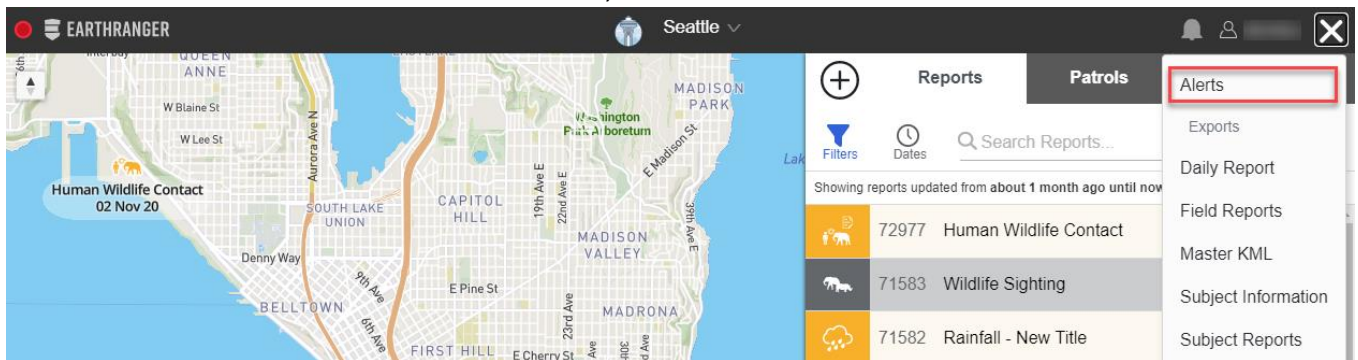 EARTHRANGER
Seattle
QUEEN
ANNE
W Blaine St
W Lee St
Aurora Ave N
Human Wildlife Contact
02 Nov 20
SOUTH LAKE
UNION
CAPITOL
HILL
19th Ave E
22nd Ave E
MADISON
PARK
E Madison St
39th Ave E
MADISON
VALLEY
Denny Way
9th Ave
6th Ave
BELLTOWN
E Pine St
23rd Ave
MADRONA
FIRST HILL
E Cherry St
Ave
30th
Ave
Reports
Patrols
Filters
Dates
Search Reports...
Showing reports updated from about 1 month ago until now
72977 Human Wildlife Contact
71583 Wildlife Sighting
71582 Rainfall - New Title
Alerts
Exports
Daily Report
Field Reports
Master KML
Subject Information
Subject Reports